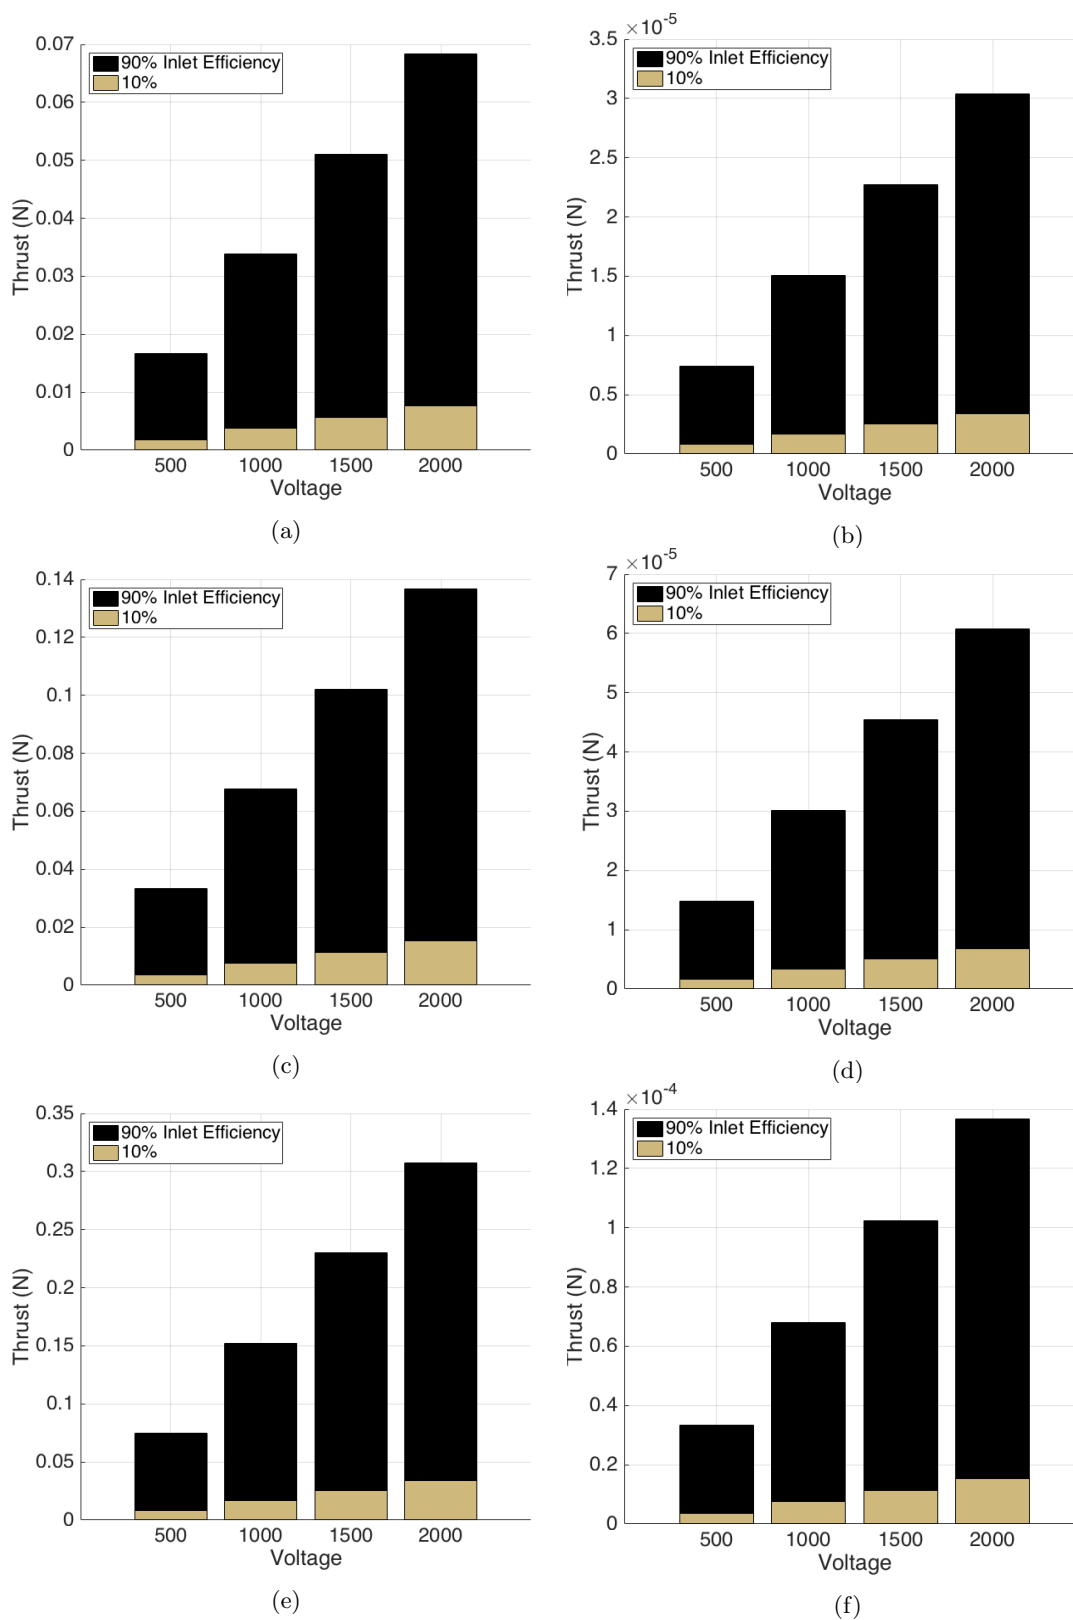 0.07
0.06
0.05
0.04
0.03
0.02
0.01
0
Thrust (N)
90% Inlet Efficiency
10%
500 1000 1500 2000
Voltage
(a)
×10-5
3.5
3
2.5
2
1.5
1
0.5
0
Thrust (N)
90% Inlet Efficiency
10%
500 1000 1500 2000
Voltage
(b)
0.14
0.12
0.1
0.08
0.06
0.04
0.02
0
Thrust (N)
90% Inlet Efficiency
10%
500 1000 1500 2000
Voltage
(c)
×10-5
7
6
5
4
3
2
1
0
Thrust (N)
90% Inlet Efficiency
10%
500 1000 1500 2000
Voltage
(d)
0.35
0.3
0.25
0.2
0.15
0.1
0.05
0
Thrust (N)
90% Inlet Efficiency
10%
500 1000 1500 2000
Voltage
(e)
×10-4
1.4
1.2
1
0.8
0.6
0.4
0.2
0
Thrust (N)
90% Inlet Efficiency
10%
500 1000 1500 2000
Voltage
(f)